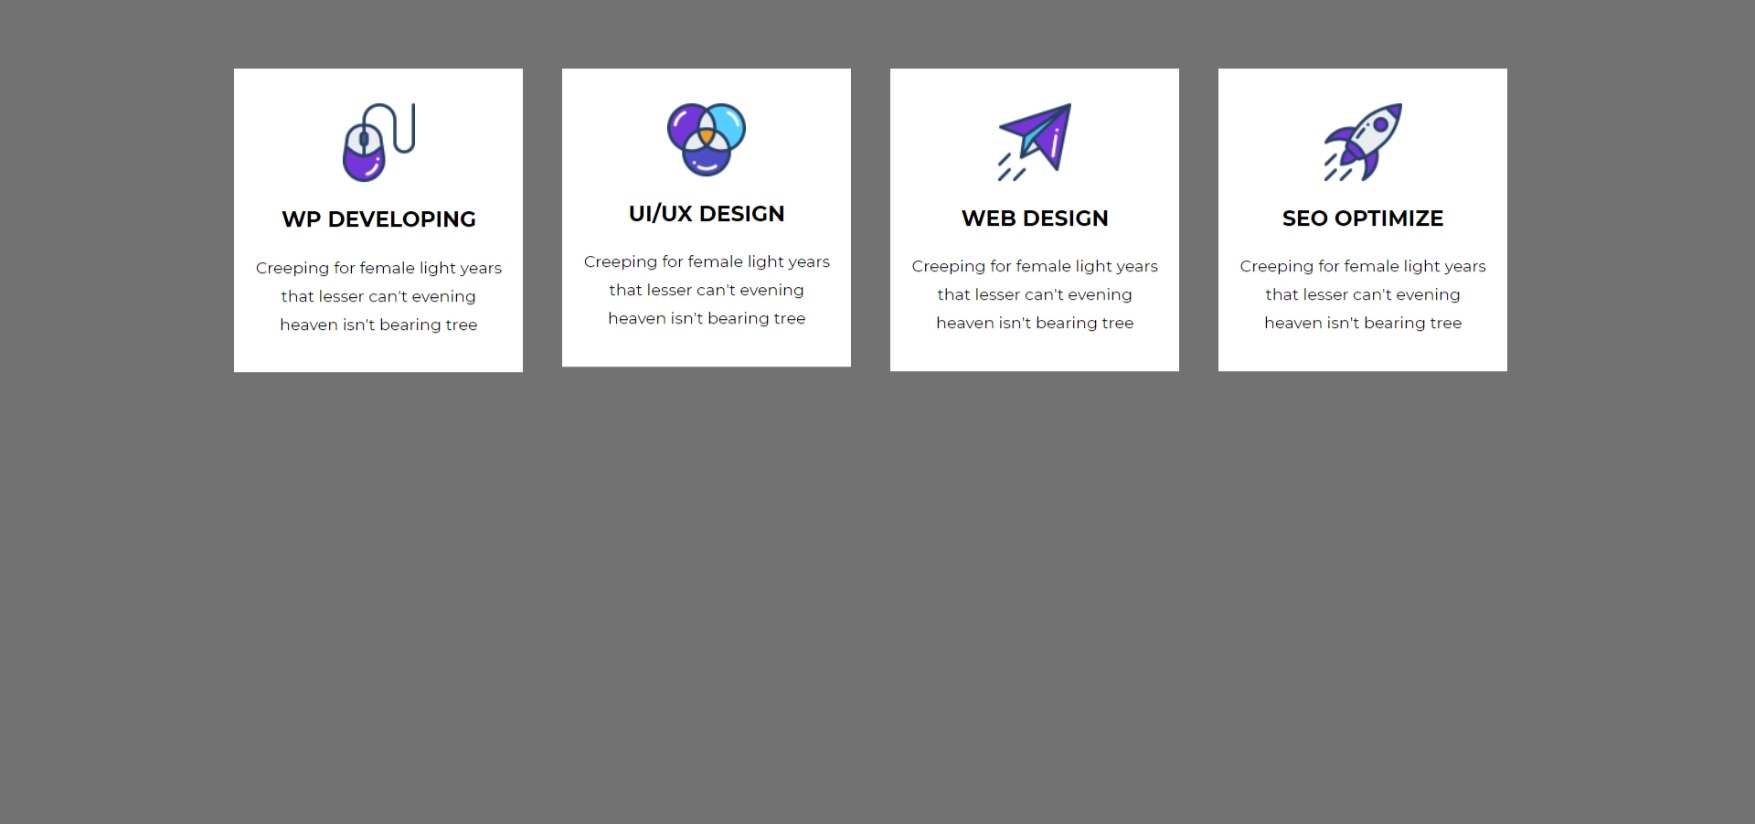 WP DEVELOPING
Creeping for female light years
that lesser can't evening
heaven isn't bearing tree
UI/UX DESIGN
Creeping for female light years
that lesser can't evening
heaven isn't bearing tree
WEB DESIGN
Creeping for female light years
that lesser can't evening
heaven isn't bearing tree
SEO OPTIMIZE
Creeping for female light years
that lesser can't evening
heaven isn't bearing tree